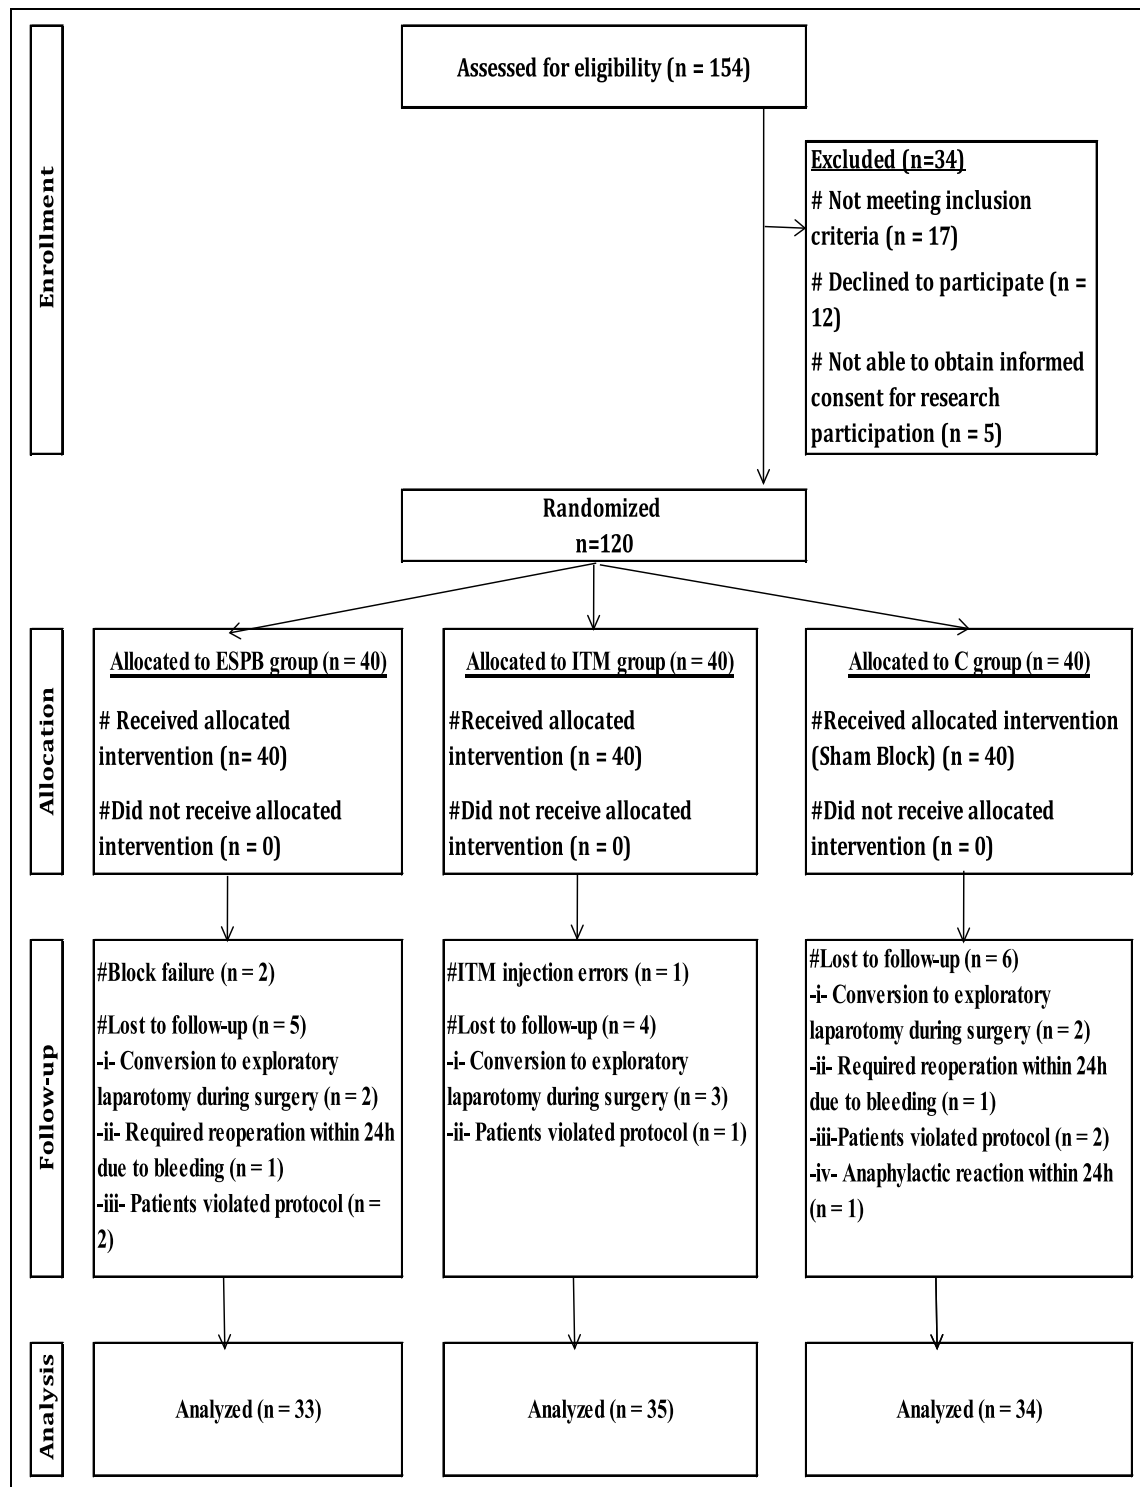 Enrollment
Assessed for eligibility (n = 154)
Excluded (n=34)
# Not meeting inclusion
criteria (n = 17)
# Declined to participate (n =
12)
# Not able to obtain informed
consent for research
participation (n = 5)
Randomized
n=120
Allocation
Allocated to ESPB group (n = 40)
# Received allocated
intervention (n= 40)
#Did not receive allocated
intervention (n = 0)
Allocated to ITM group (n = 40)
#Received allocated
intervention (n = 40)
#Did not receive allocated
intervention (n = 0)
Allocated to C group (n = 40)
#Received allocated intervention
(Sham Block) (n = 40)
#Did not receive allocated
intervention (n = 0)
Follow-up
#Block failure (n = 2)
#Lost to follow-up (n = 5)
-i- Conversion to exploratory
laparotomy during surgery (n = 2)
-ii- Required reoperation within 24h
due to bleeding (n = 1)
-iii- Patients violated protocol (n =
2)
#ITM injection errors (n = 1)
#Lost to follow-up (n = 4)
-i- Conversion to exploratory
laparotomy during surgery (n = 3)
-ii- Patients violated protocol (n = 1)
#Lost to follow-up (n = 6)
-i- Conversion to exploratory
laparotomy during surgery (n = 2)
-ii- Required reoperation within 24h
due to bleeding (n = 1)
-iii-Patients violated protocol (n = 2)
-iv- Anaphylactic reaction within 24h
(n = 1)
Analysis
Analyzed (n = 33)
Analyzed (n = 35)
Analyzed (n = 34)